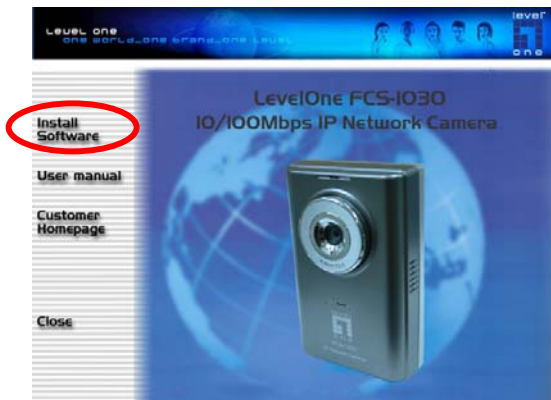 Level one
one world_one brand_one Level
level
one
LevelOne FCS-1030
10/100Mbps IP Network Camera
Install
Software
User manual
Customer
Homepage
Close